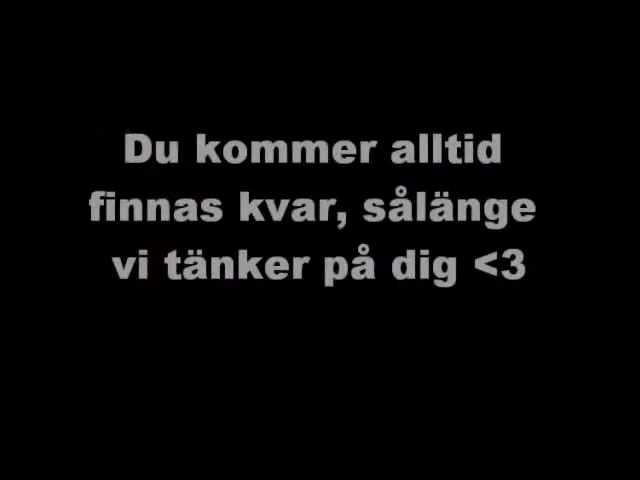 Du kommer alltid
finnas kvar, sålänge
vi tänker på dig <3